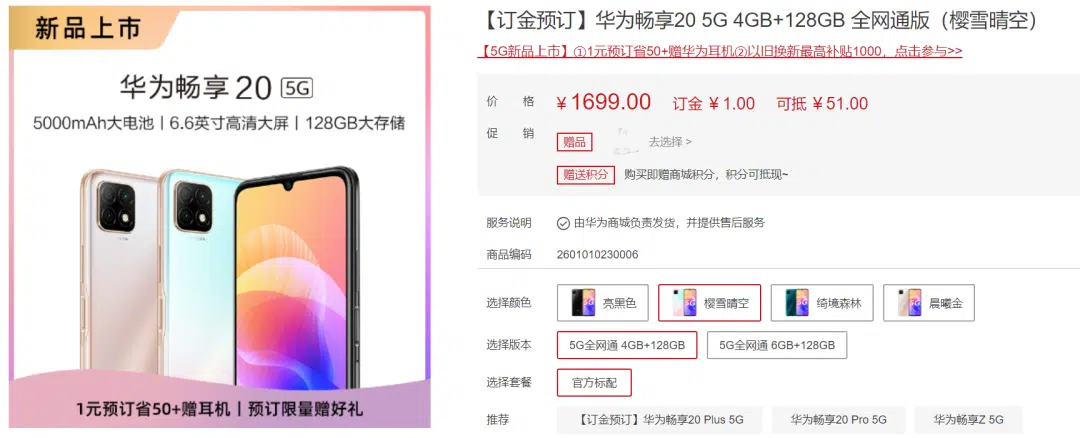 新品上市
华为畅享20 5G
5000mAh大电池丨6.6英寸高清大屏丨128GB大存储
1元预订省50+赠耳机丨预订限量赠好礼
【订金预订】华为畅享20 5G 4GB+128GB 全网通版（樱雪晴空）
【5G新品上市】①1元预订省50+赠华为耳机②以旧换新最高补贴1000，点击参与>>
价 格 ¥1699.00 订金 ¥1.00 可抵 ¥51.00
促 销 赠品 去选择 >
赠送积分 购买即赠商城积分，积分可抵现~
服务说明 由华为商城负责发货，并提供售后服务
商品编码 2601010230006
选择颜色 亮黑色 樱雪晴空 绮境森林 晨曦金
选择版本 5G全网通 4GB+128GB 5G全网通 6GB+128GB
选择套餐 官方标配
推荐 【订金预订】华为畅享20 Plus 5G 华为畅享20 Pro 5G 华为畅享Z 5G